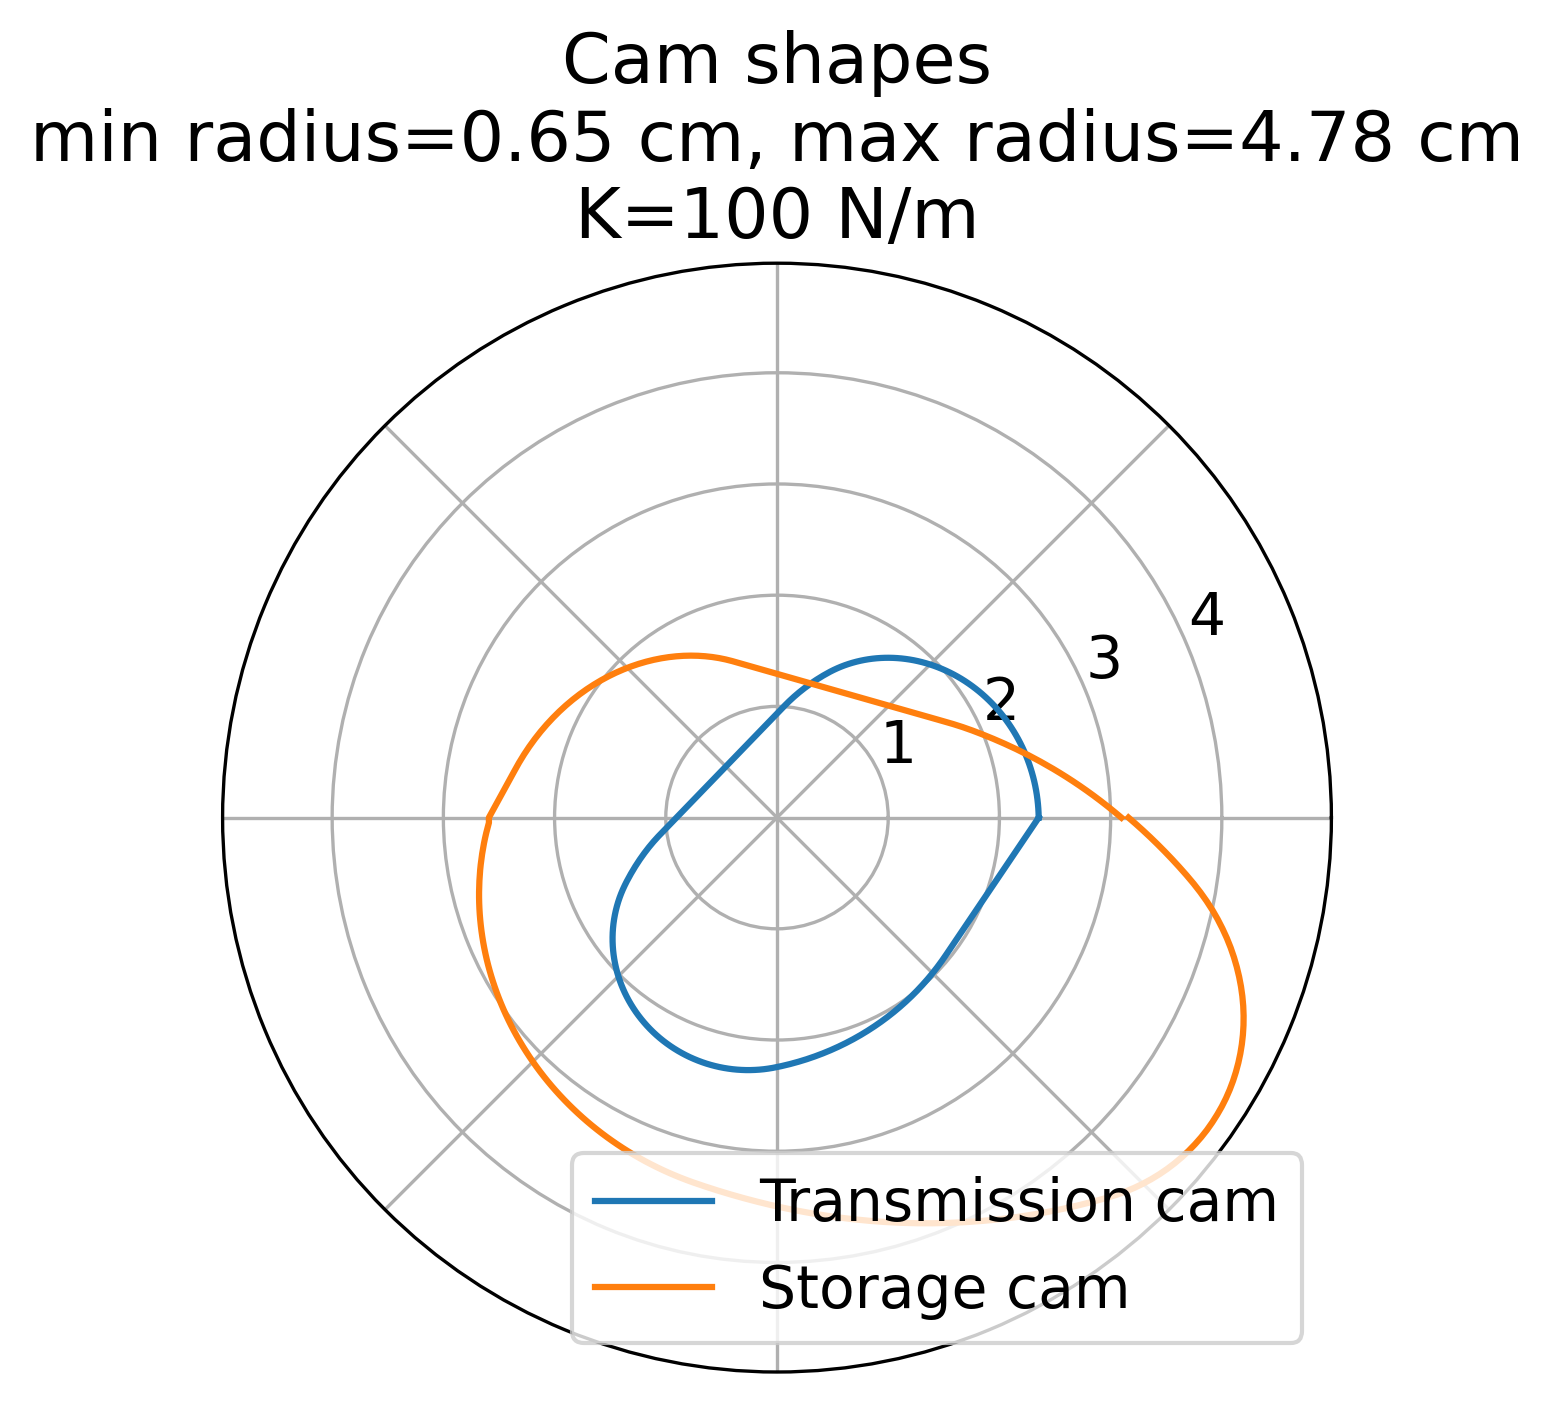 Cam shapes
min radius=0.65 cm, max radius=4.78 cm
K=100 N/m
4
3
2
1
Transmission cam
Storage cam